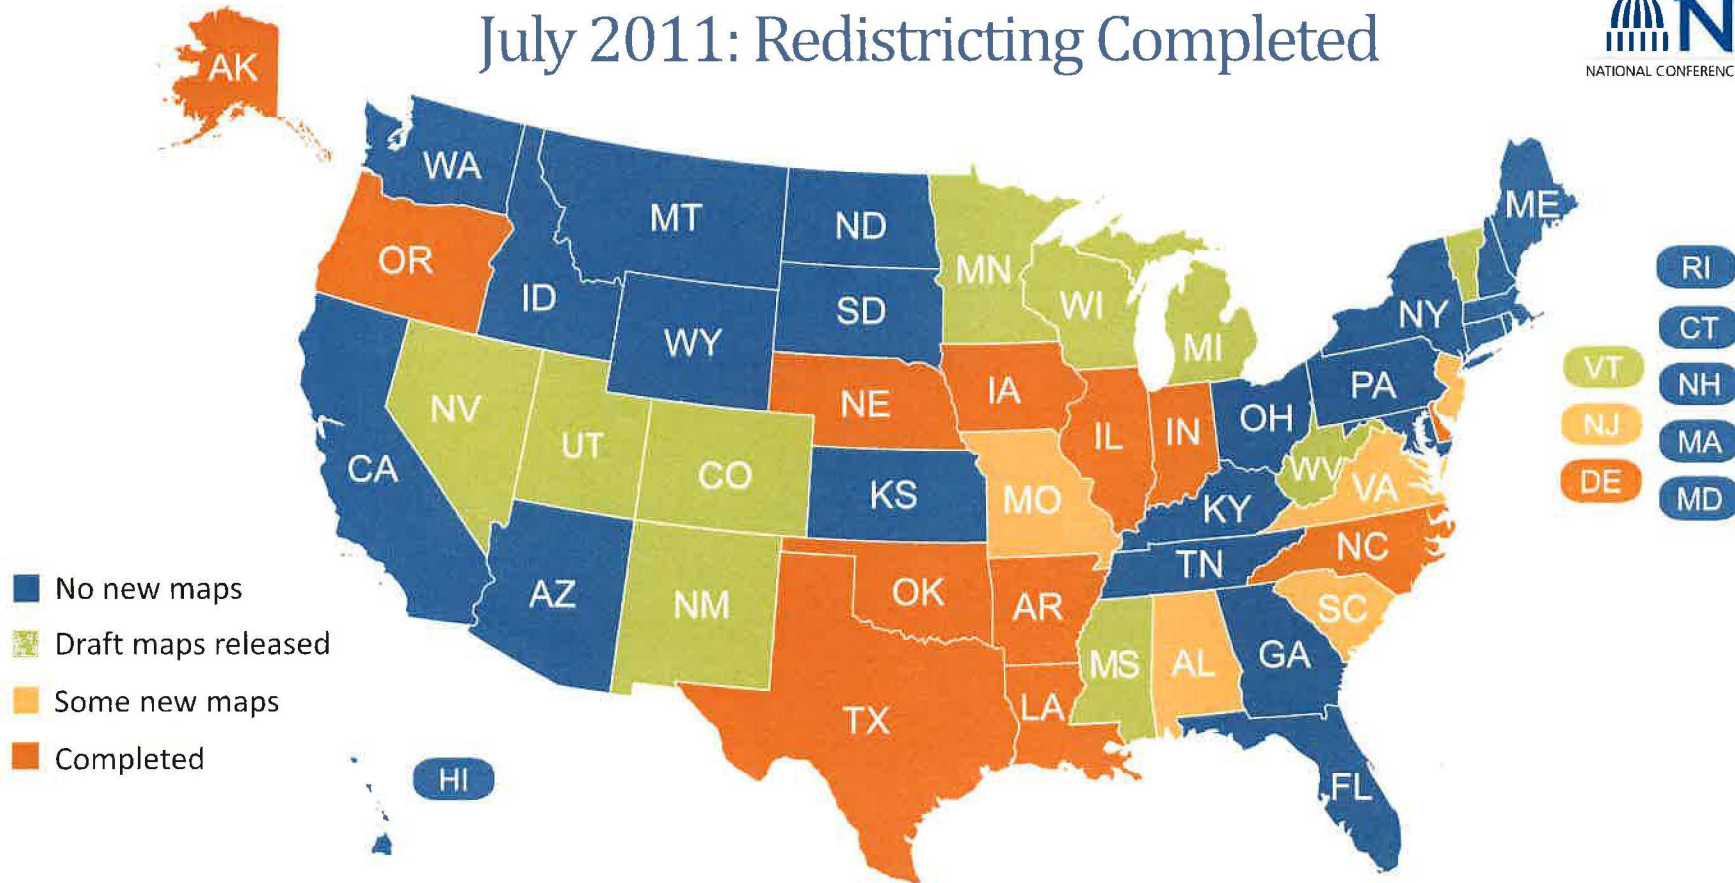 July 2011: Redistricting Completed
N
NATIONAL CONFERENC
AK
WA
MT
ND
ME
OR
MN
RI
ID
WI
SD
NY
CT
WY
MI
VT
NH
IA
PA
NE
NV
OH
NJ
IL
IN
UT
MA
CA
CO
WV
DE
VA
KS
MO
MD
KY
NC
TN
No new maps
AZ
NM
OK
AR
SC
Draft maps released
MS
AL
GA
Some new maps
LA
TX
Completed
HI
FL